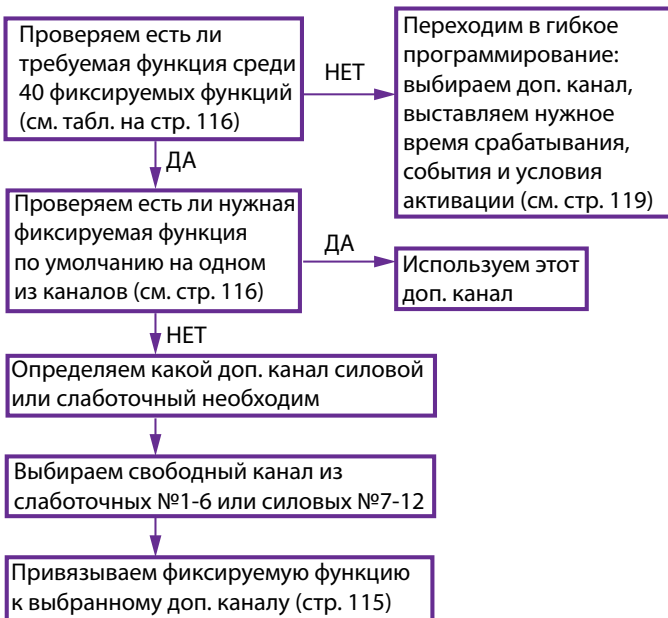 Проверяем есть ли
требуемая функция среди
40 фиксируемых функций
(см. табл. на стр. 116)
НЕТ
Переходим в гибкое
программирование:
выбираем доп. канал,
выставляем нужное
время срабатывания,
события и условия
активации (см. стр. 119)
ДА
Проверяем есть ли нужная
фиксируемая функция
по умолчанию на одном
из каналов (см. стр. 116)
ДА
Используем этот
доп. канал
НЕТ
Определяем какой доп. канал силовой
или слаботочный необходим
Выбираем свободный канал из
слаботочных №1-6 или силовых №7-12
Привязываем фиксируемую функцию
к выбранному доп. каналу (стр. 115)